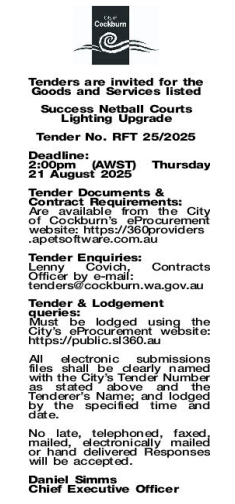 City of
Cockburn
Tenders are invited for the
Goods and Services listed
Success Netball Courts
Lighting Upgrade
Tender No. RFT 25/2025
Deadline:
2:00pm (AWST) Thursday
21 August 2025
Tender Documents &
Contract Requirements:
Are available from the City
of Cockburn's eProcurement
website: https://360providers
.apetsoftware.com.au
Tender Enquiries:
Lenny Covich, Contracts
Officer by e-mail:
tenders@cockburn.wa.gov.au
Tender & Lodgement
queries:
Must be lodged using the
City's eProcurement website:
https://public.sl360.au
All electronic submissions
files shall be clearly named
with the City's Tender Number
as stated above and the
Tenderer's Name; and lodged
by the specified time and
date.
No late, telephoned, faxed,
mailed, electronically mailed
or hand delivered Responses
will be accepted.
Daniel Simms
Chief Executive Officer